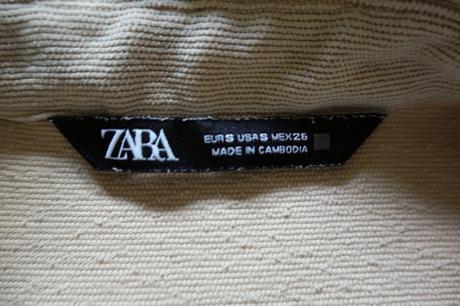 ZARA
EUR S USA S MEX 26
MADE IN CAMBODIA